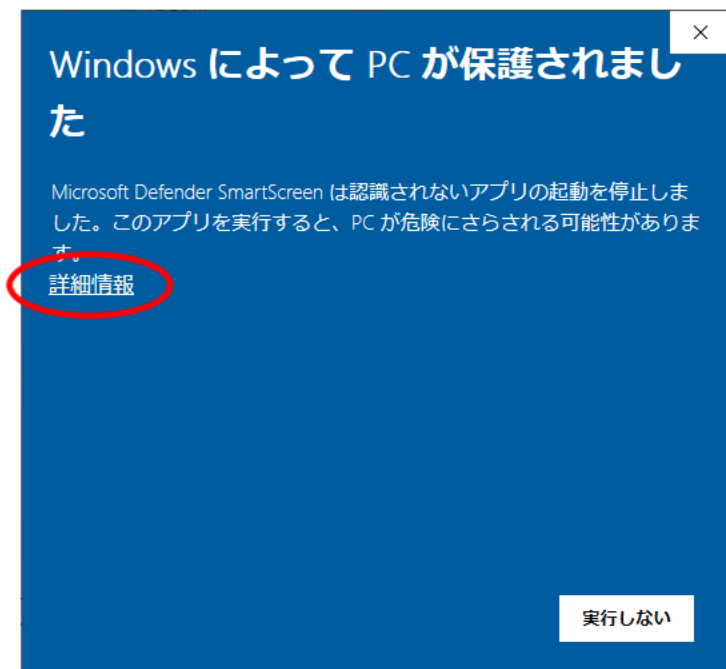 Windows によって PC が保護されまし
た
Microsoft Defender SmartScreen は認識されないアプリの起動を停止しま
した。このアプリを実行すると、PC が危険にさらされる可能性がありま
す。
詳細情報
実行しない